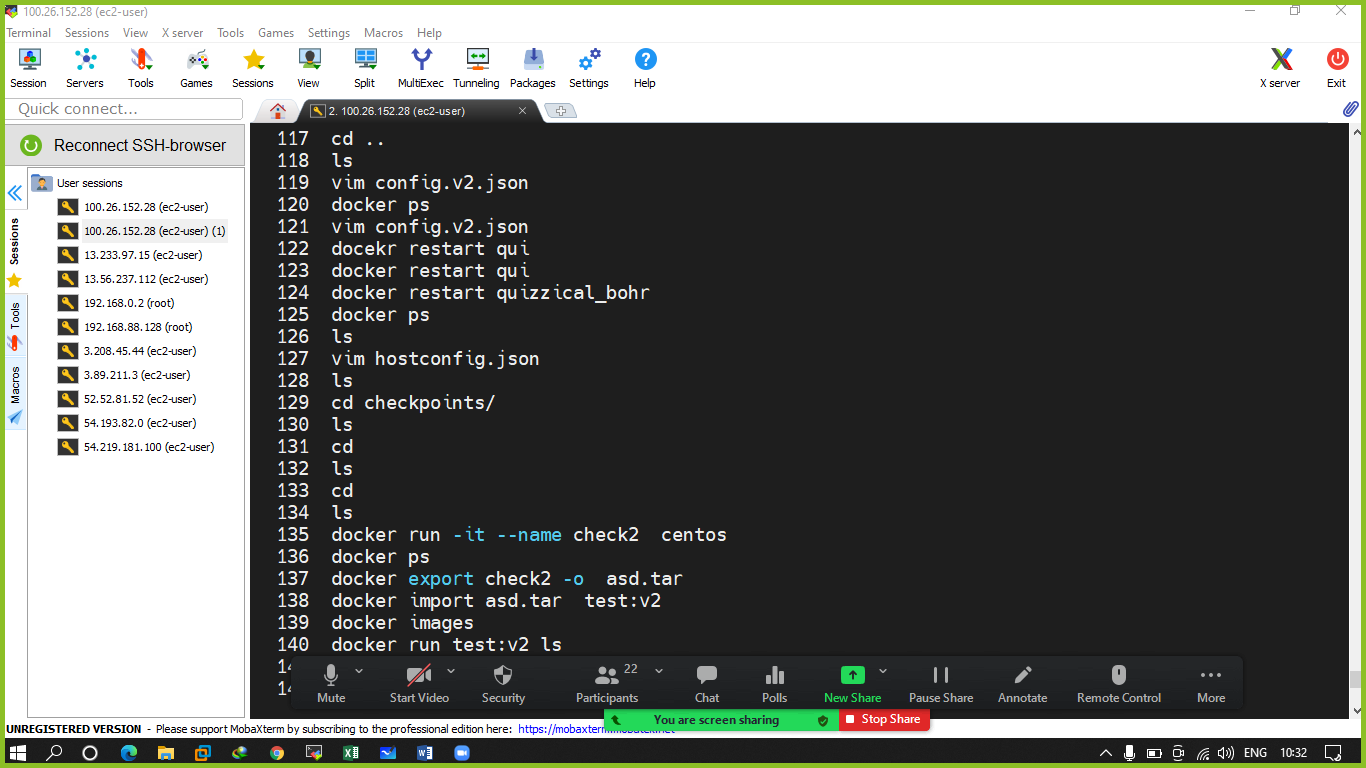 100.26.152.28 (ec2-user)
Terminal Sessions View X server Tools Games Settings Macros Help
Session Servers Tools Games Sessions View Split MultiExec Tunneling Packages Settings Help X server Exit
Quick connect...
2. 100.26.152.28 (ec2-user)
Reconnect SSH-browser
Sessions
Tools
Macros
User sessions
100.26.152.28 (ec2-user)
100.26.152.28 (ec2-user) (1)
13.233.97.15 (ec2-user)
13.56.237.112 (ec2-user)
192.168.0.2 (root)
192.168.88.128 (root)
3.208.45.44 (ec2-user)
3.89.211.3 (ec2-user)
52.52.81.52 (ec2-user)
54.193.82.0 (ec2-user)
54.219.181.100 (ec2-user)
117 cd ..
118 ls
119 vim config.v2.json
120 docker ps
121 vim config.v2.json
122 docekr restart qui
123 docker restart qui
124 docker restart quizzical_bohr
125 docker ps
126 ls
127 vim hostconfig.json
128 ls
129 cd checkpoints/
130 ls
131 cd
132 ls
133 cd
134 ls
135 docker run -it --name check2  centos
136 docker ps
137 docker export check2 -o  asd.tar
138 docker import asd.tar  test:v2
139 docker images
140 docker run test:v2 ls
Mute Start Video Security Participants 22 Chat Polls New Share Pause Share Annotate Remote Control More
You are screen sharing Stop Share
UNREGISTERED VERSION - Please support MobaXterm by subscribing to the professional edition here:
ENG 10:32